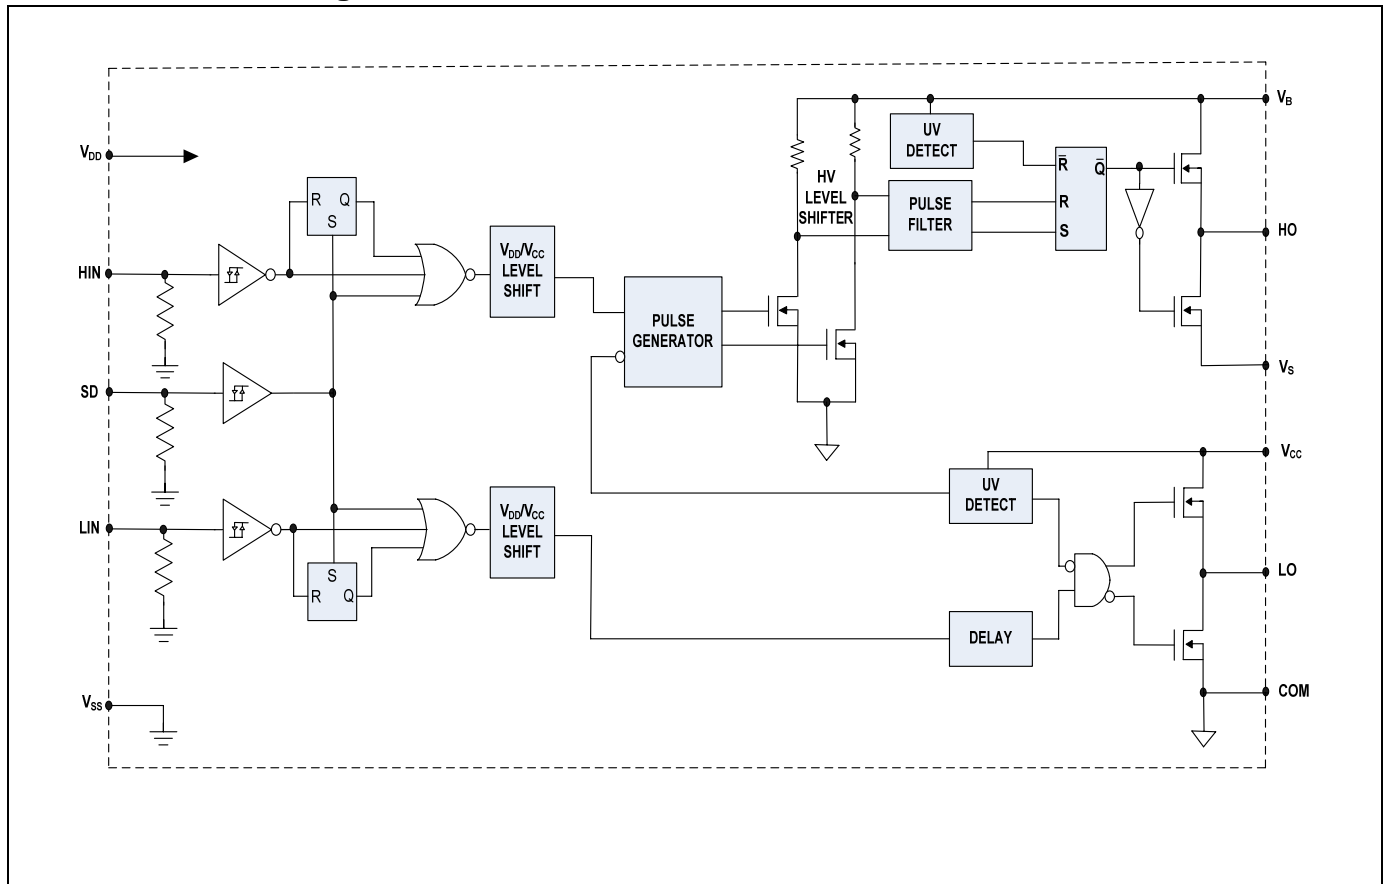 V_B
UV
DETECT
V_DD
R̅
Q̅
HV
LEVEL
SHIFTER
PULSE
FILTER
R
S
HO
R Q
S
V_DD/V_CC
LEVEL
SHIFT
HIN
PULSE
GENERATOR
V_S
SD
V_CC
UV
DETECT
V_DD/V_CC
LEVEL
SHIFT
LIN
S
R Q
LO
DELAY
COM
V_SS